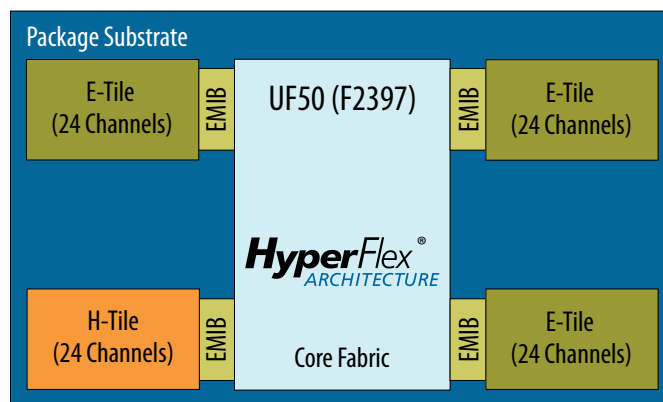 Package Substrate
E-Tile
(24 Channels)
EMIB
UF50 (F2397)
EMIB
E-Tile
(24 Channels)
HyperFlex®
ARCHITECTURE
H-Tile
(24 Channels)
EMIB
Core Fabric
EMIB
E-Tile
(24 Channels)